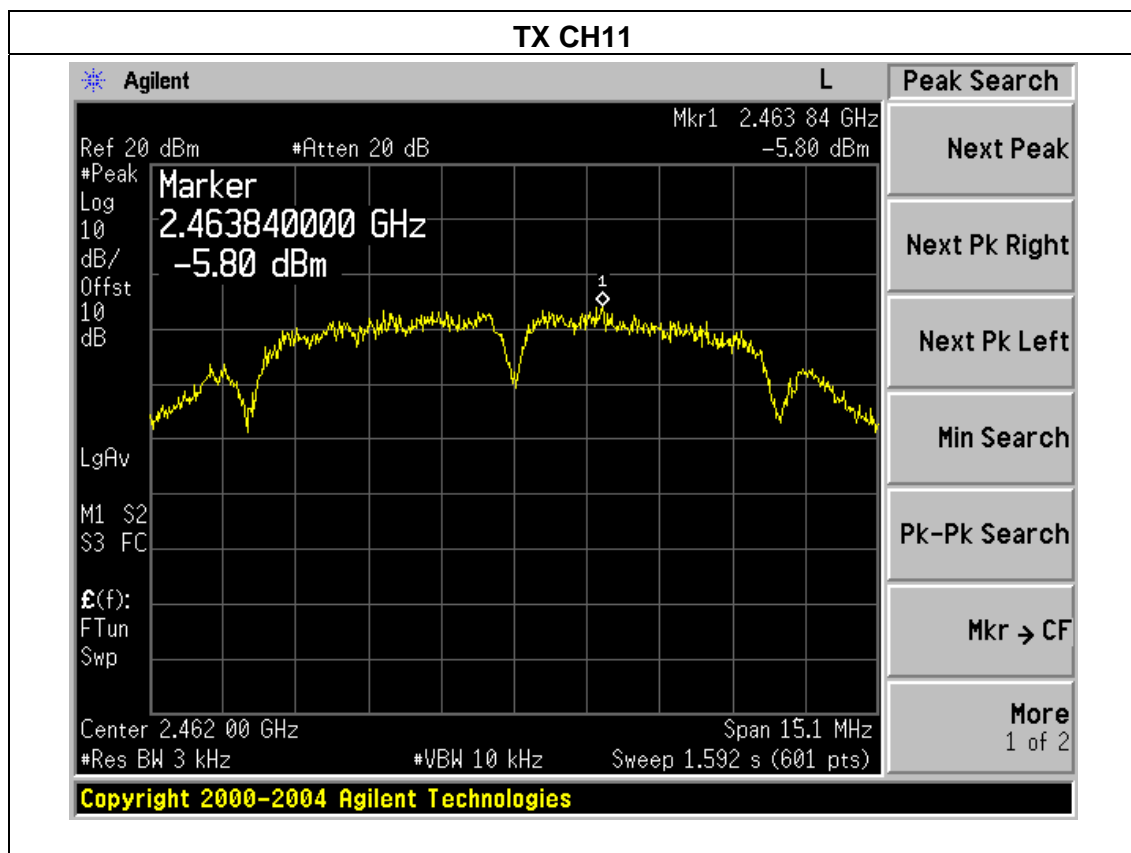 TX CH11
Agilent L Peak Search
Mkr1 2.463 84 GHz
Ref 20 dBm #Atten 20 dB -5.80 dBm
#Peak
Log
10
dB/
Offst
10
dB
Marker
2.463840000 GHz
-5.80 dBm
1
LgAv
M1 S2
S3 FC
£(f):
FTun
Swp
Center 2.462 00 GHz Span 15.1 MHz
#Res BW 3 kHz #VBW 10 kHz Sweep 1.592 s (601 pts)
Next Peak
Next Pk Right
Next Pk Left
Min Search
Pk-Pk Search
Mkr → CF
More
1 of 2
Copyright 2000-2004 Agilent Technologies